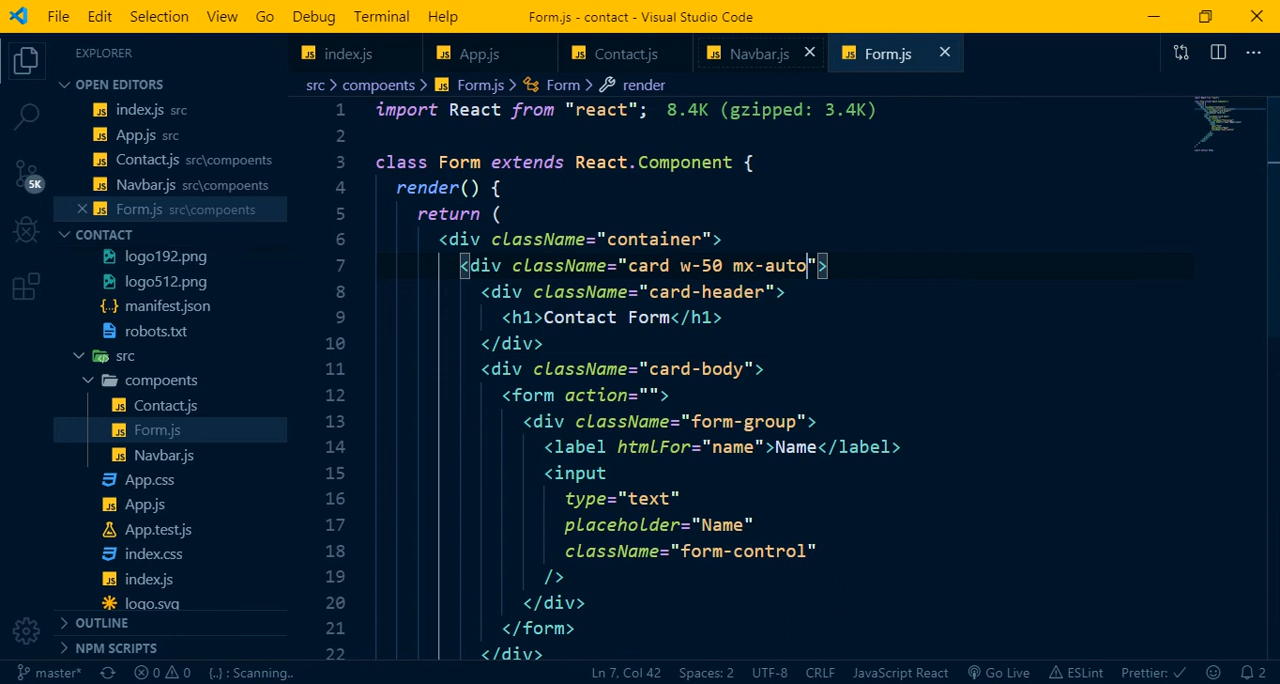 File Edit Selection View Go Debug Terminal Help Form.js - contact - Visual Studio Code
EXPLORER
OPEN EDITORS
index.js src
App.js src
Contact.js src\compoents
Navbar.js src\compoents
Form.js src\compoents
CONTACT
logo192.png
logo512.png
manifest.json
robots.txt
src
compoents
Contact.js
Form.js
Navbar.js
App.css
App.js
App.test.js
index.css
index.js
logo.svg
OUTLINE
NPM SCRIPTS
5K
index.js App.js Contact.js Navbar.js Form.js
src > compoents > Form.js > Form > render
1 import React from "react"; 8.4K (gzipped: 3.4K)
2
3 class Form extends React.Component {
4 render() {
5 return (
6 <div className="container">
7 <div className="card w-50 mx-auto">
8 <div className="card-header">
9 <h1>Contact Form</h1>
10 </div>
11 <div className="card-body">
12 <form action="">
13 <div className="form-group">
14 <label htmlFor="name">Name</label>
15 <input
16 type="text"
17 placeholder="Name"
18 className="form-control"
19 />
20 </div>
21 </form>
22 </div>
master* 0 0 {..} : Scanning.. Ln 7, Col 42 Spaces: 2 UTF-8 CRLF JavaScript React Go Live ESLint Prettier: ✓ 2